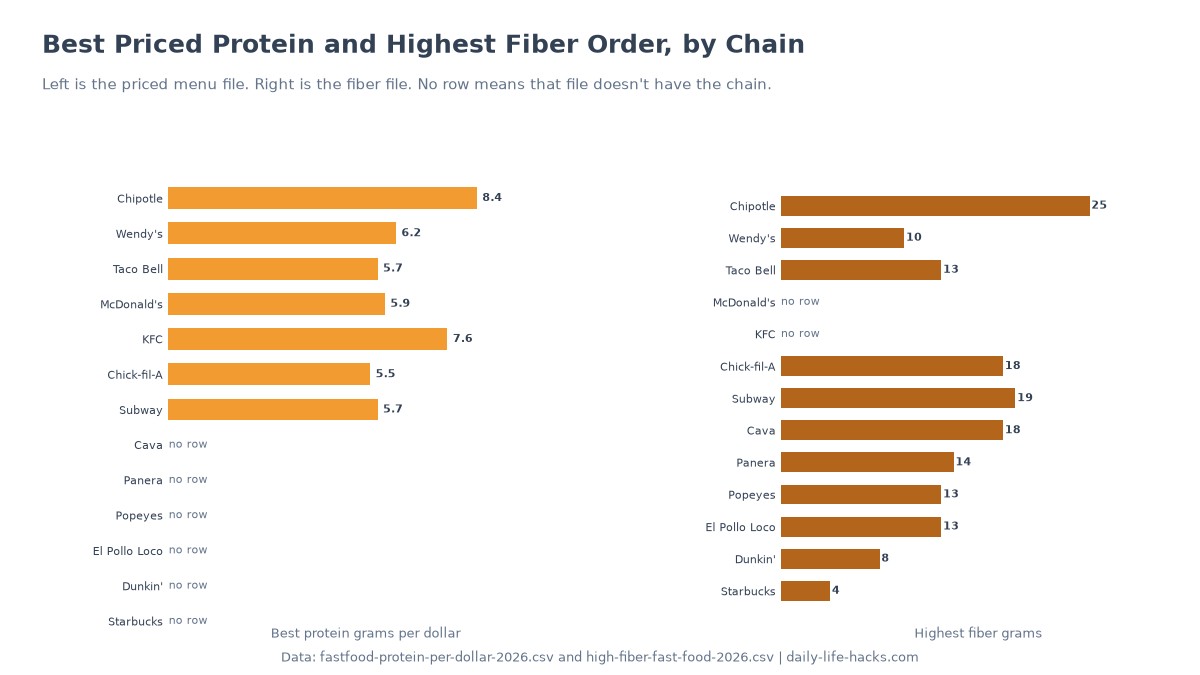 Best Priced Protein and Highest Fiber Order, by Chain
Left is the priced menu file. Right is the fiber file. No row means that file doesn't have the chain.
Chipotle 8.4
Wendy's 6.2
Taco Bell 5.7
McDonald's 5.9
KFC 7.6
Chick-fil-A 5.5
Subway 5.7
Cava no row
Panera no row
Popeyes no row
El Pollo Loco no row
Dunkin' no row
Starbucks no row
Best protein grams per dollar
Chipotle 25
Wendy's 10
Taco Bell 13
McDonald's no row
KFC no row
Chick-fil-A 18
Subway 19
Cava 18
Panera 14
Popeyes 13
El Pollo Loco 13
Dunkin' 8
Starbucks 4
Highest fiber grams
Data: fastfood-protein-per-dollar-2026.csv and high-fiber-fast-food-2026.csv | daily-life-hacks.com